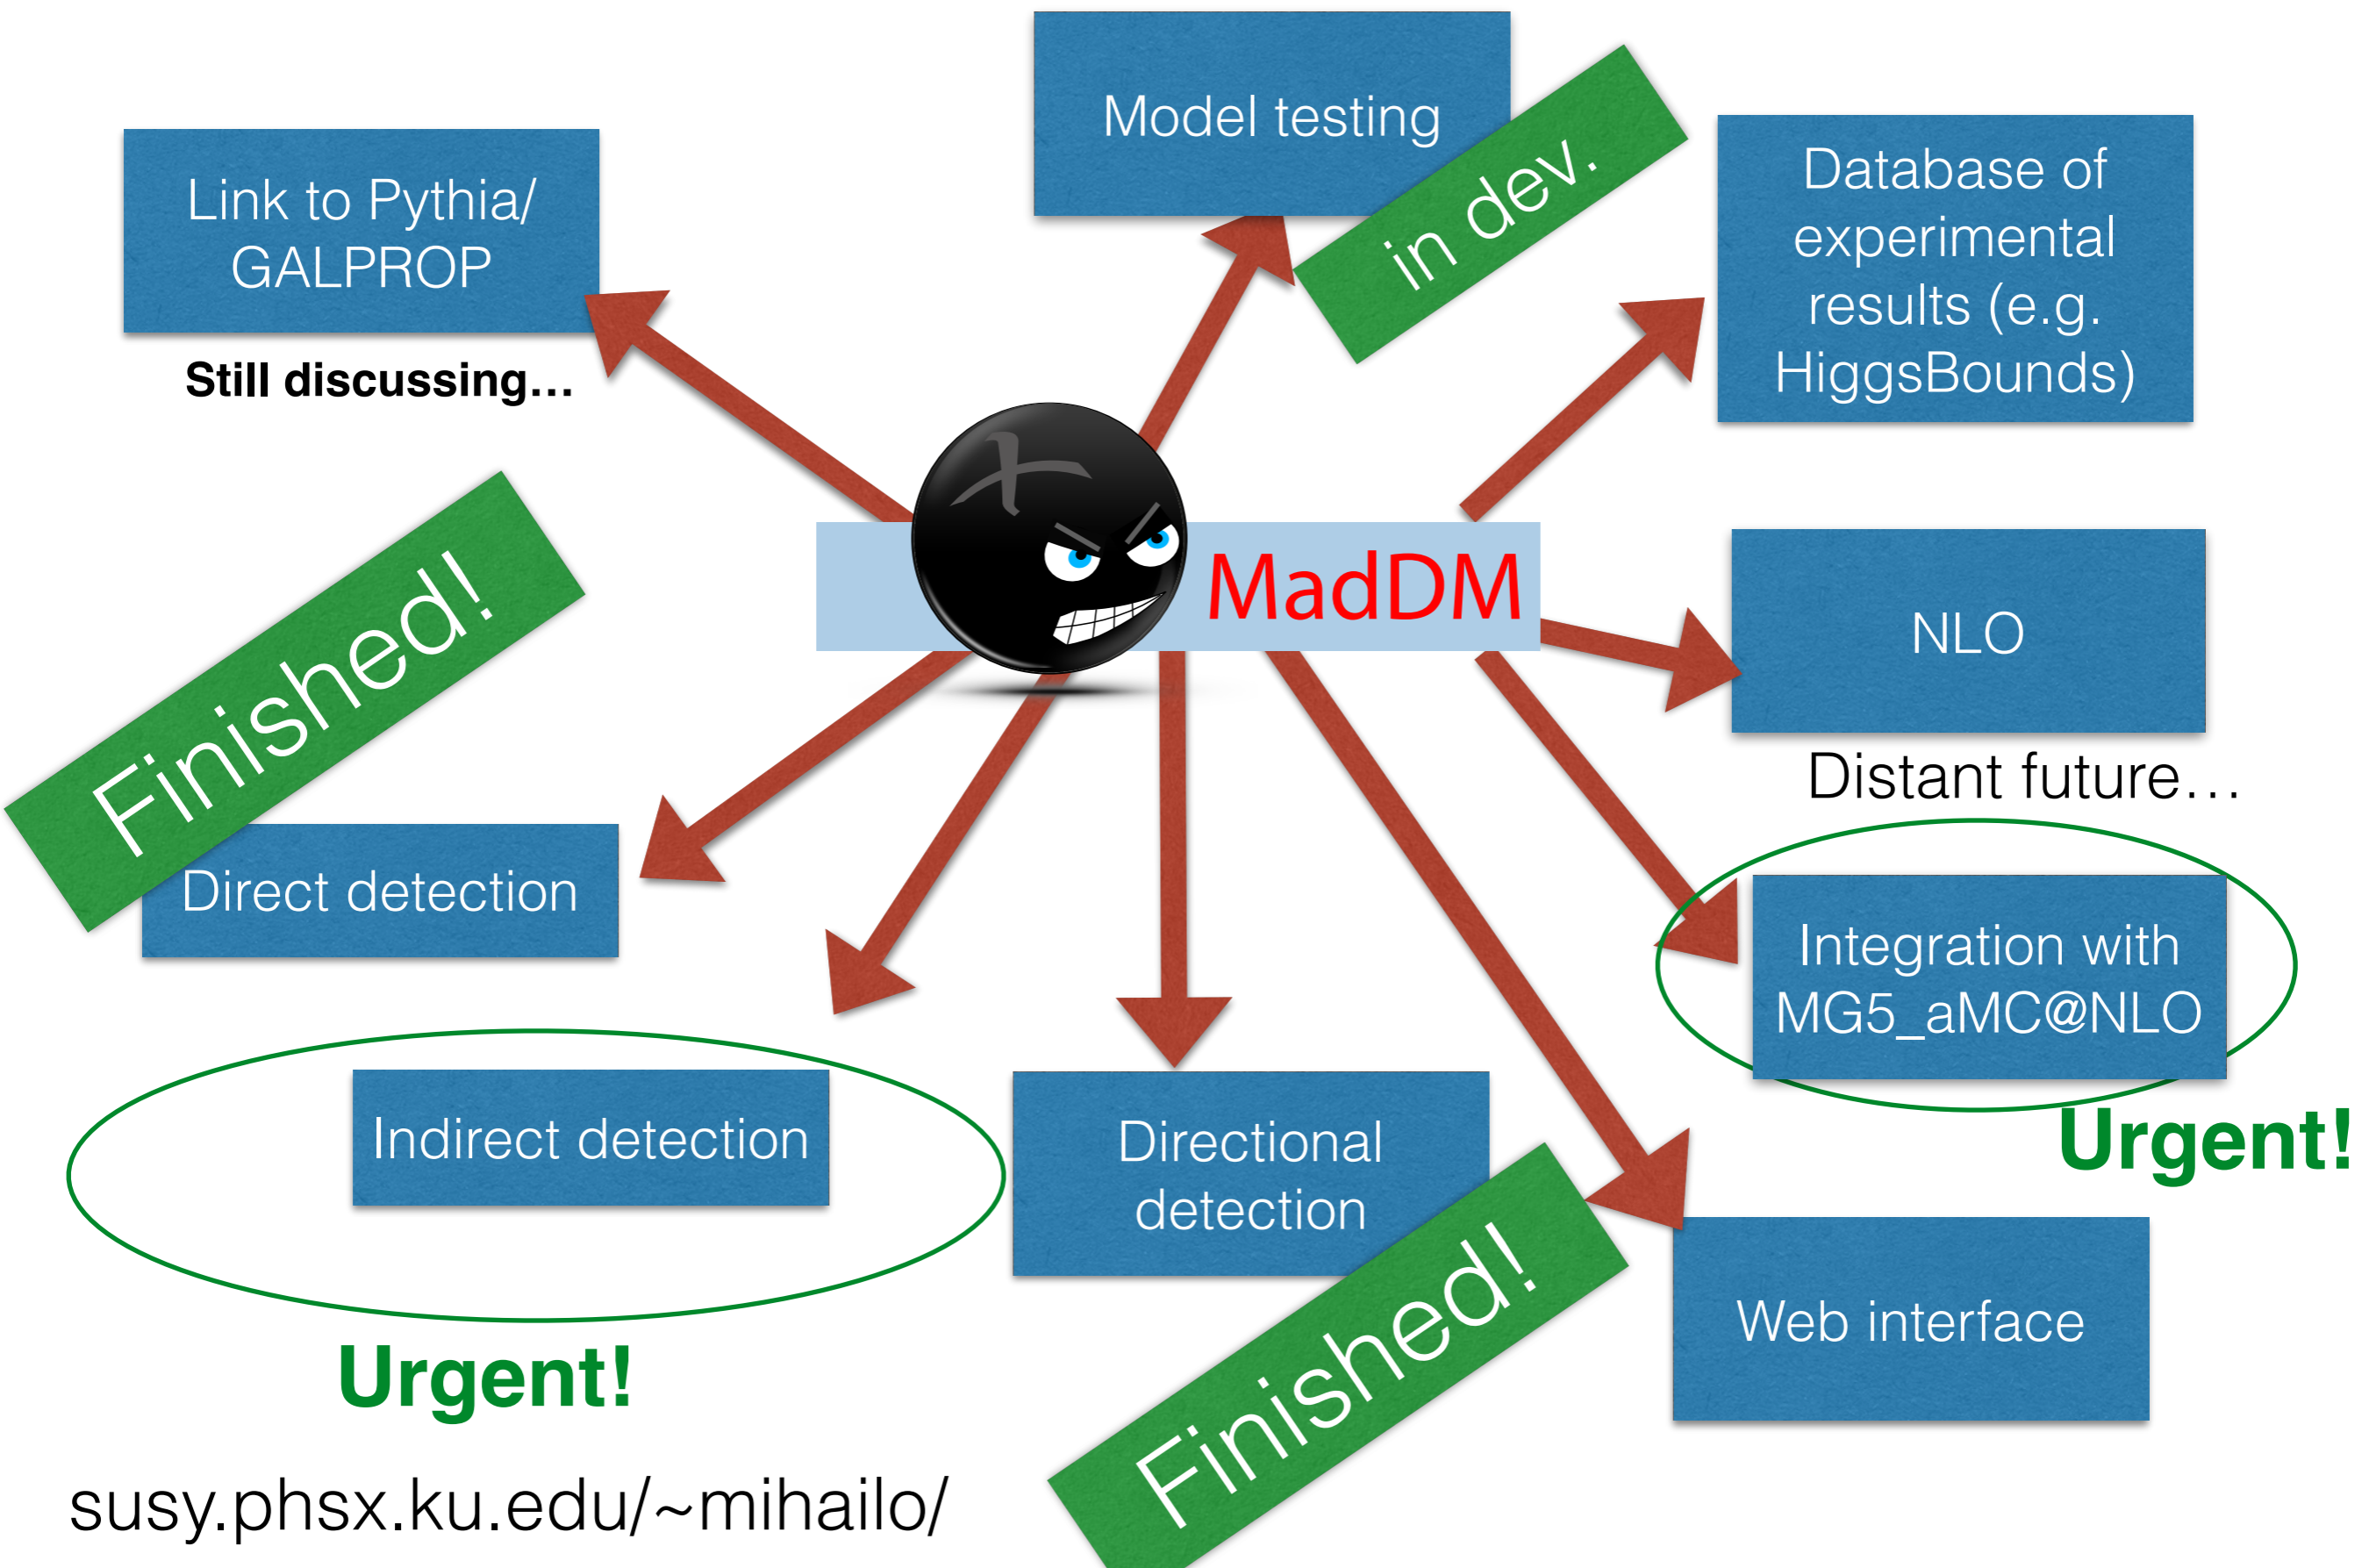 Model testing
in dev.
Link to Pythia/
GALPROP
Still discussing…
Database of
experimental
results (e.g.
HiggsBounds)
MadDM
NLO
Distant future…
Finished!
Direct detection
Integration with
MG5_aMC@NLO
Urgent!
Indirect detection
Urgent!
Directional
detection
Finished!
Web interface
susy.phsx.ku.edu/~mihailo/